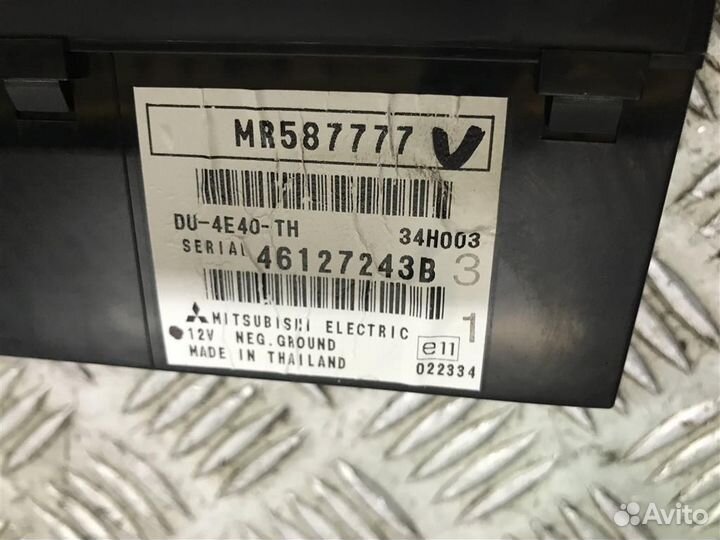 MR587777
DU-4E40-TH 34H003
SERIAL 46127243B 3
MITSUBISHI ELECTRIC 1
12V NEG.GROUND e11
MADE IN THAILAND 022334
Avito